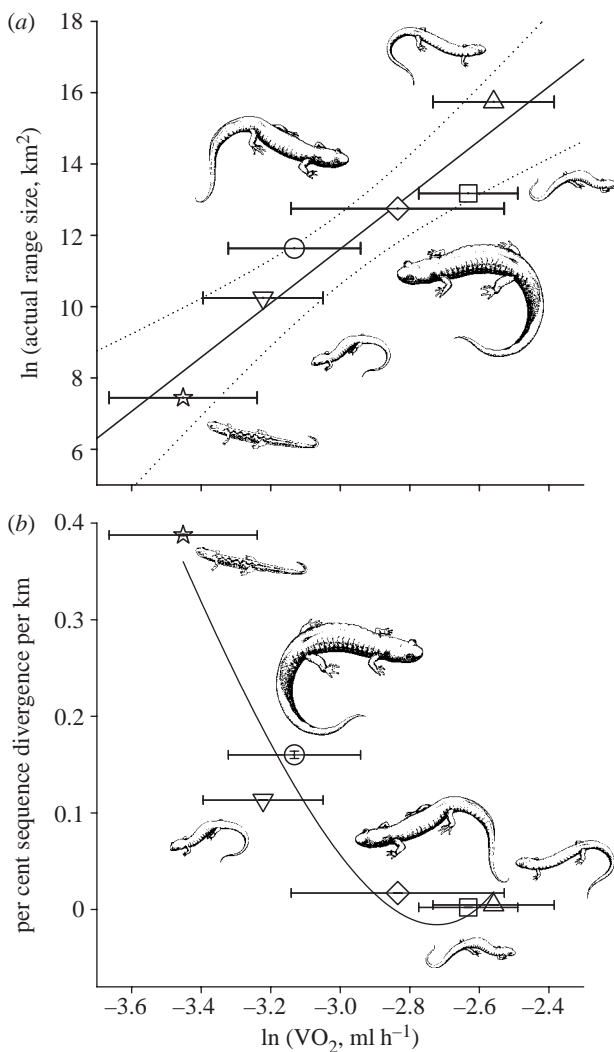 (a)
18
16
14
12
10
8
6
ln (actual range size, km²)
(b)
0.4
0.3
0.2
0.1
0
per cent sequence divergence per km
−3.6 −3.4 −3.2 −3.0 −2.8 −2.6 −2.4
ln (VO₂, ml h⁻¹)